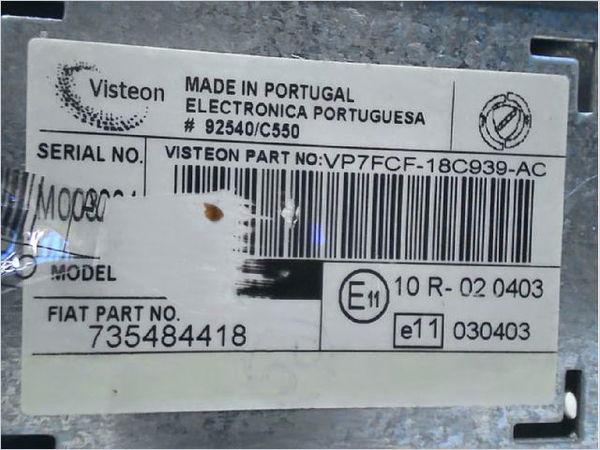 Visteon
MADE IN PORTUGAL
ELECTRONICA PORTUGUESA
# 92540/C550
SERIAL NO.
VISTEON PART NO:VP7FCF-18C939-AC
MODEL
E11
10 R- 02 0403
FIAT PART NO.
735484418
e11
030403